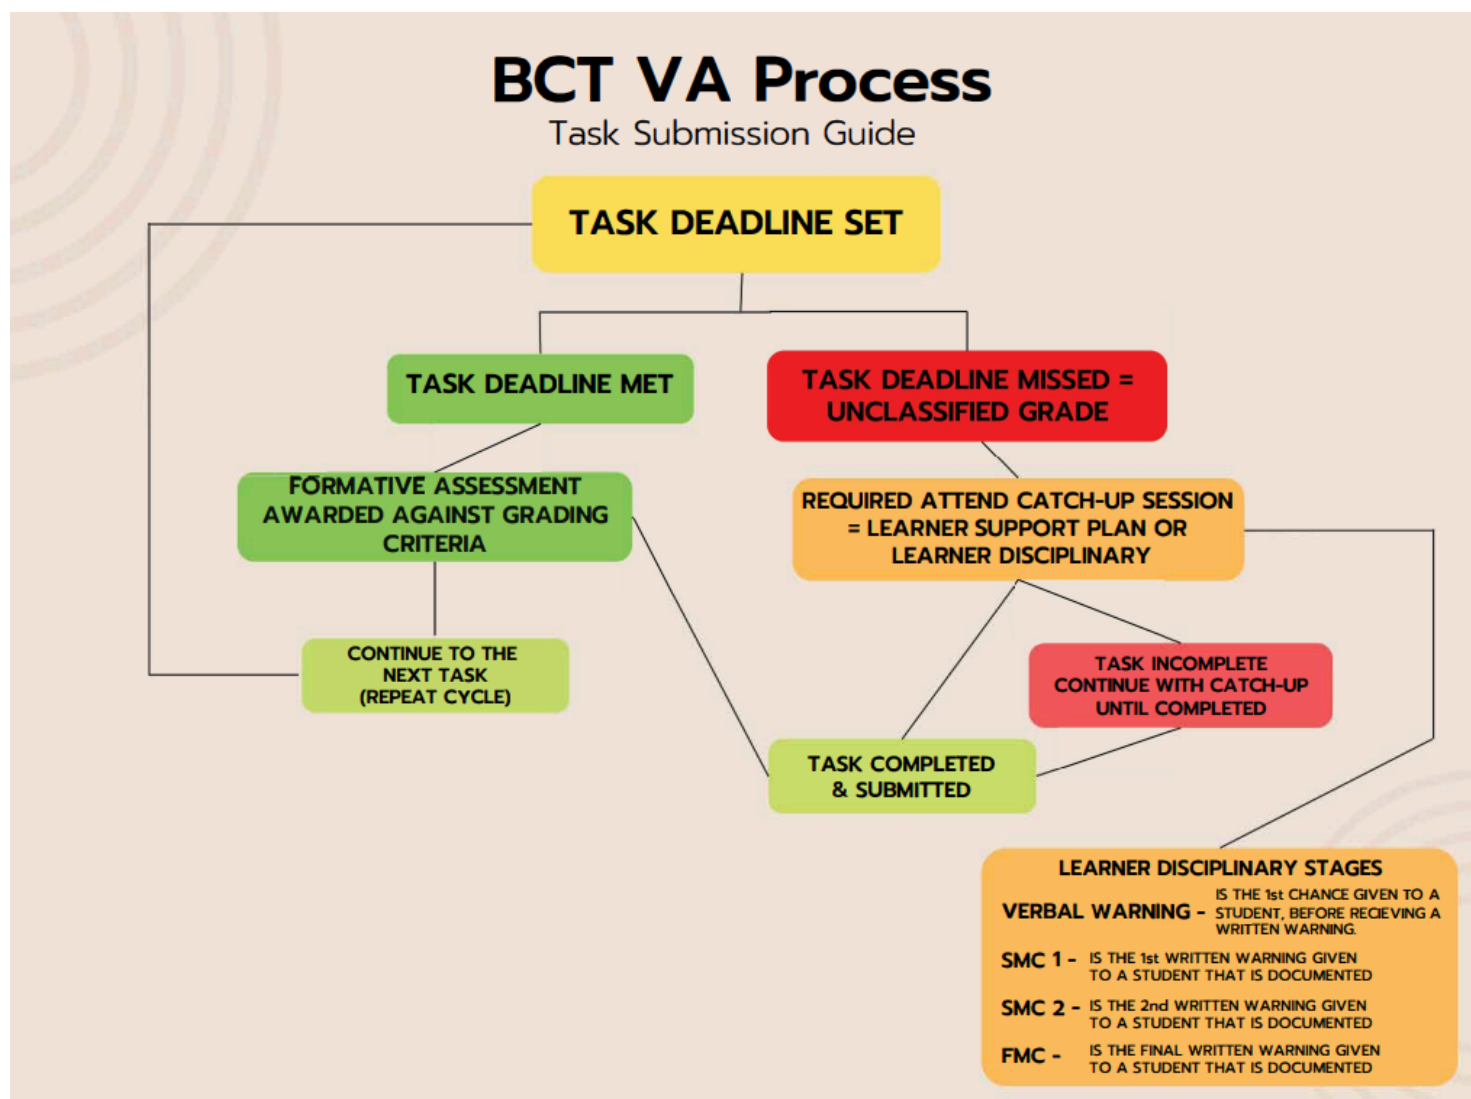 BCT VA Process
Task Submission Guide
TASK DEADLINE SET
TASK DEADLINE MET
TASK DEADLINE MISSED =
UNCLASSIFIED GRADE
FORMATIVE ASSESSMENT
AWARDED AGAINST GRADING
CRITERIA
REQUIRED ATTEND CATCH-UP SESSION
= LEARNER SUPPORT PLAN OR
LEARNER DISCIPLINARY
CONTINUE TO THE
NEXT TASK
(REPEAT CYCLE)
TASK INCOMPLETE
CONTINUE WITH CATCH-UP
UNTIL COMPLETED
TASK COMPLETED
& SUBMITTED
LEARNER DISCIPLINARY STAGES
VERBAL WARNING - IS THE 1st CHANCE GIVEN TO A
STUDENT, BEFORE RECIEVING A
WRITTEN WARNING.
SMC 1 - IS THE 1st WRITTEN WARNING GIVEN
TO A STUDENT THAT IS DOCUMENTED
SMC 2 - IS THE 2nd WRITTEN WARNING GIVEN
TO A STUDENT THAT IS DOCUMENTED
FMC - IS THE FINAL WRITTEN WARNING GIVEN
TO A STUDENT THAT IS DOCUMENTED